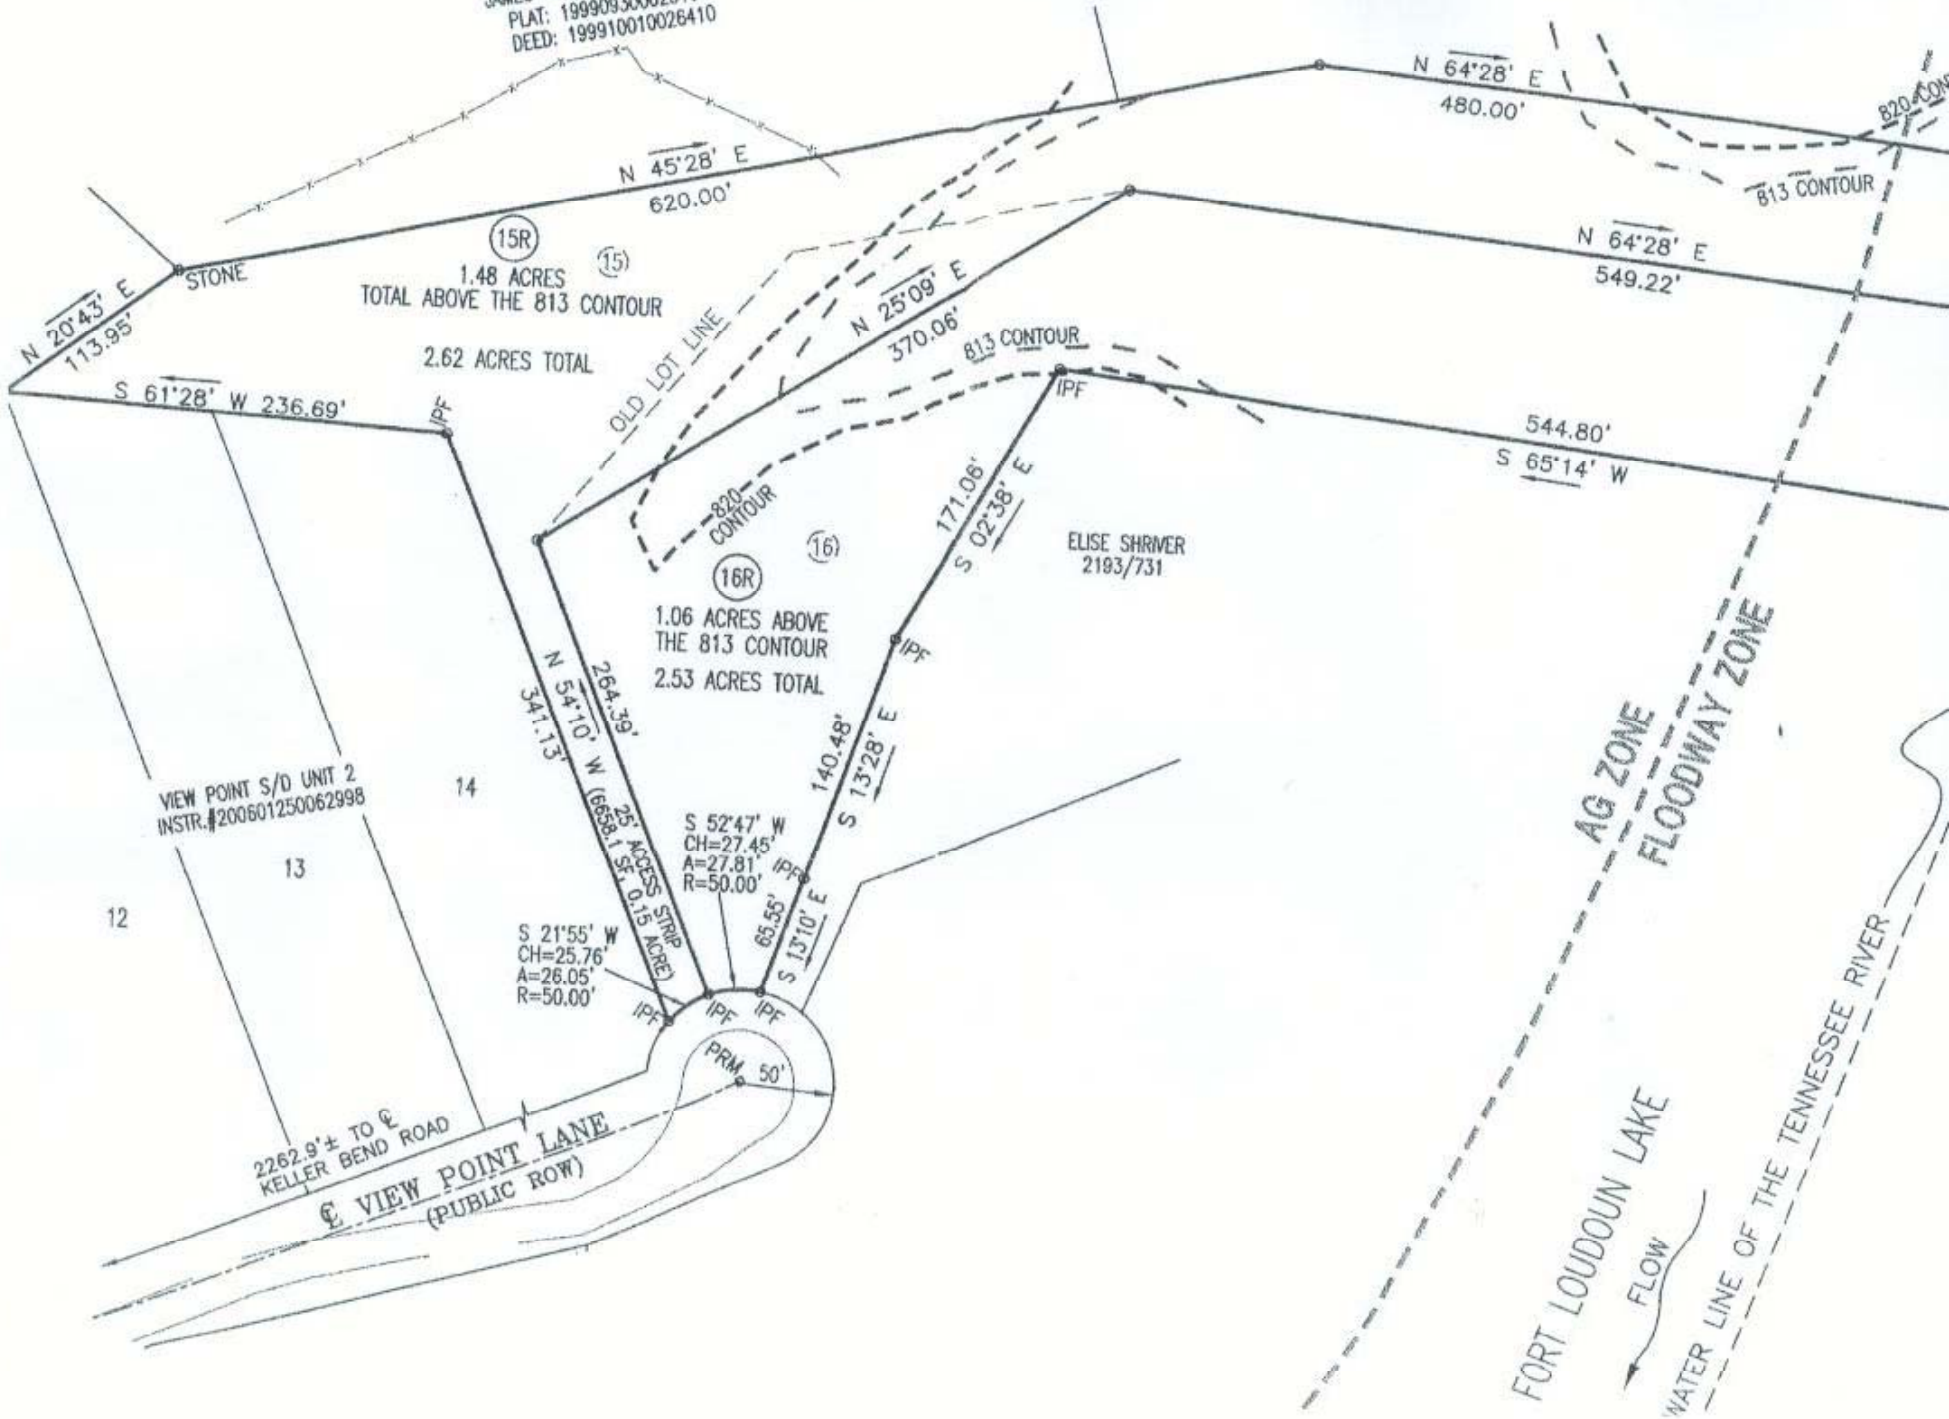 DEED: 199910010026410
N 64°28' E
480.00'
813 CONTOUR
N 45°28' E
620.00'
N 64°28' E
549.22'
15R
15
1.48 ACRES
TOTAL ABOVE THE 813 CONTOUR
2.62 ACRES TOTAL
STONE
N 20°43' E
113.95'
S 61°28' W 236.69'
IPF
OLD LOT LINE
N 25°09' E
370.06'
813 CONTOUR
IPF
544.80'
S 65°14' W
820
CONTOUR
16
16R
1.06 ACRES ABOVE
THE 813 CONTOUR
2.53 ACRES TOTAL
171.06'
S 02°38' E
ELISE SHRIVER
2193/731
IPF
264.39'
N 54°10' W
341.13'
25' ACCESS STRIP
(6658.1 SF, 0.15 ACRE)
140.48'
S 13°28' E
AG ZONE
FLOODWAY ZONE
VIEW POINT S/D UNIT 2
INSTR.#200601250062998
14
13
12
S 52°47' W
CH=27.45'
A=27.81'
R=50.00'
IPF
65.55'
S 13°10' E
S 21°55' W
CH=25.76'
A=26.05'
R=50.00'
IPF
IPF
IPF
PRM
50'
2262.9'± TO ℄
KELLER BEND ROAD
℄ VIEW POINT LANE
(PUBLIC ROW)
FORT LOUDOUN LAKE
FLOW
WATER LINE OF THE TENNESSEE RIVER